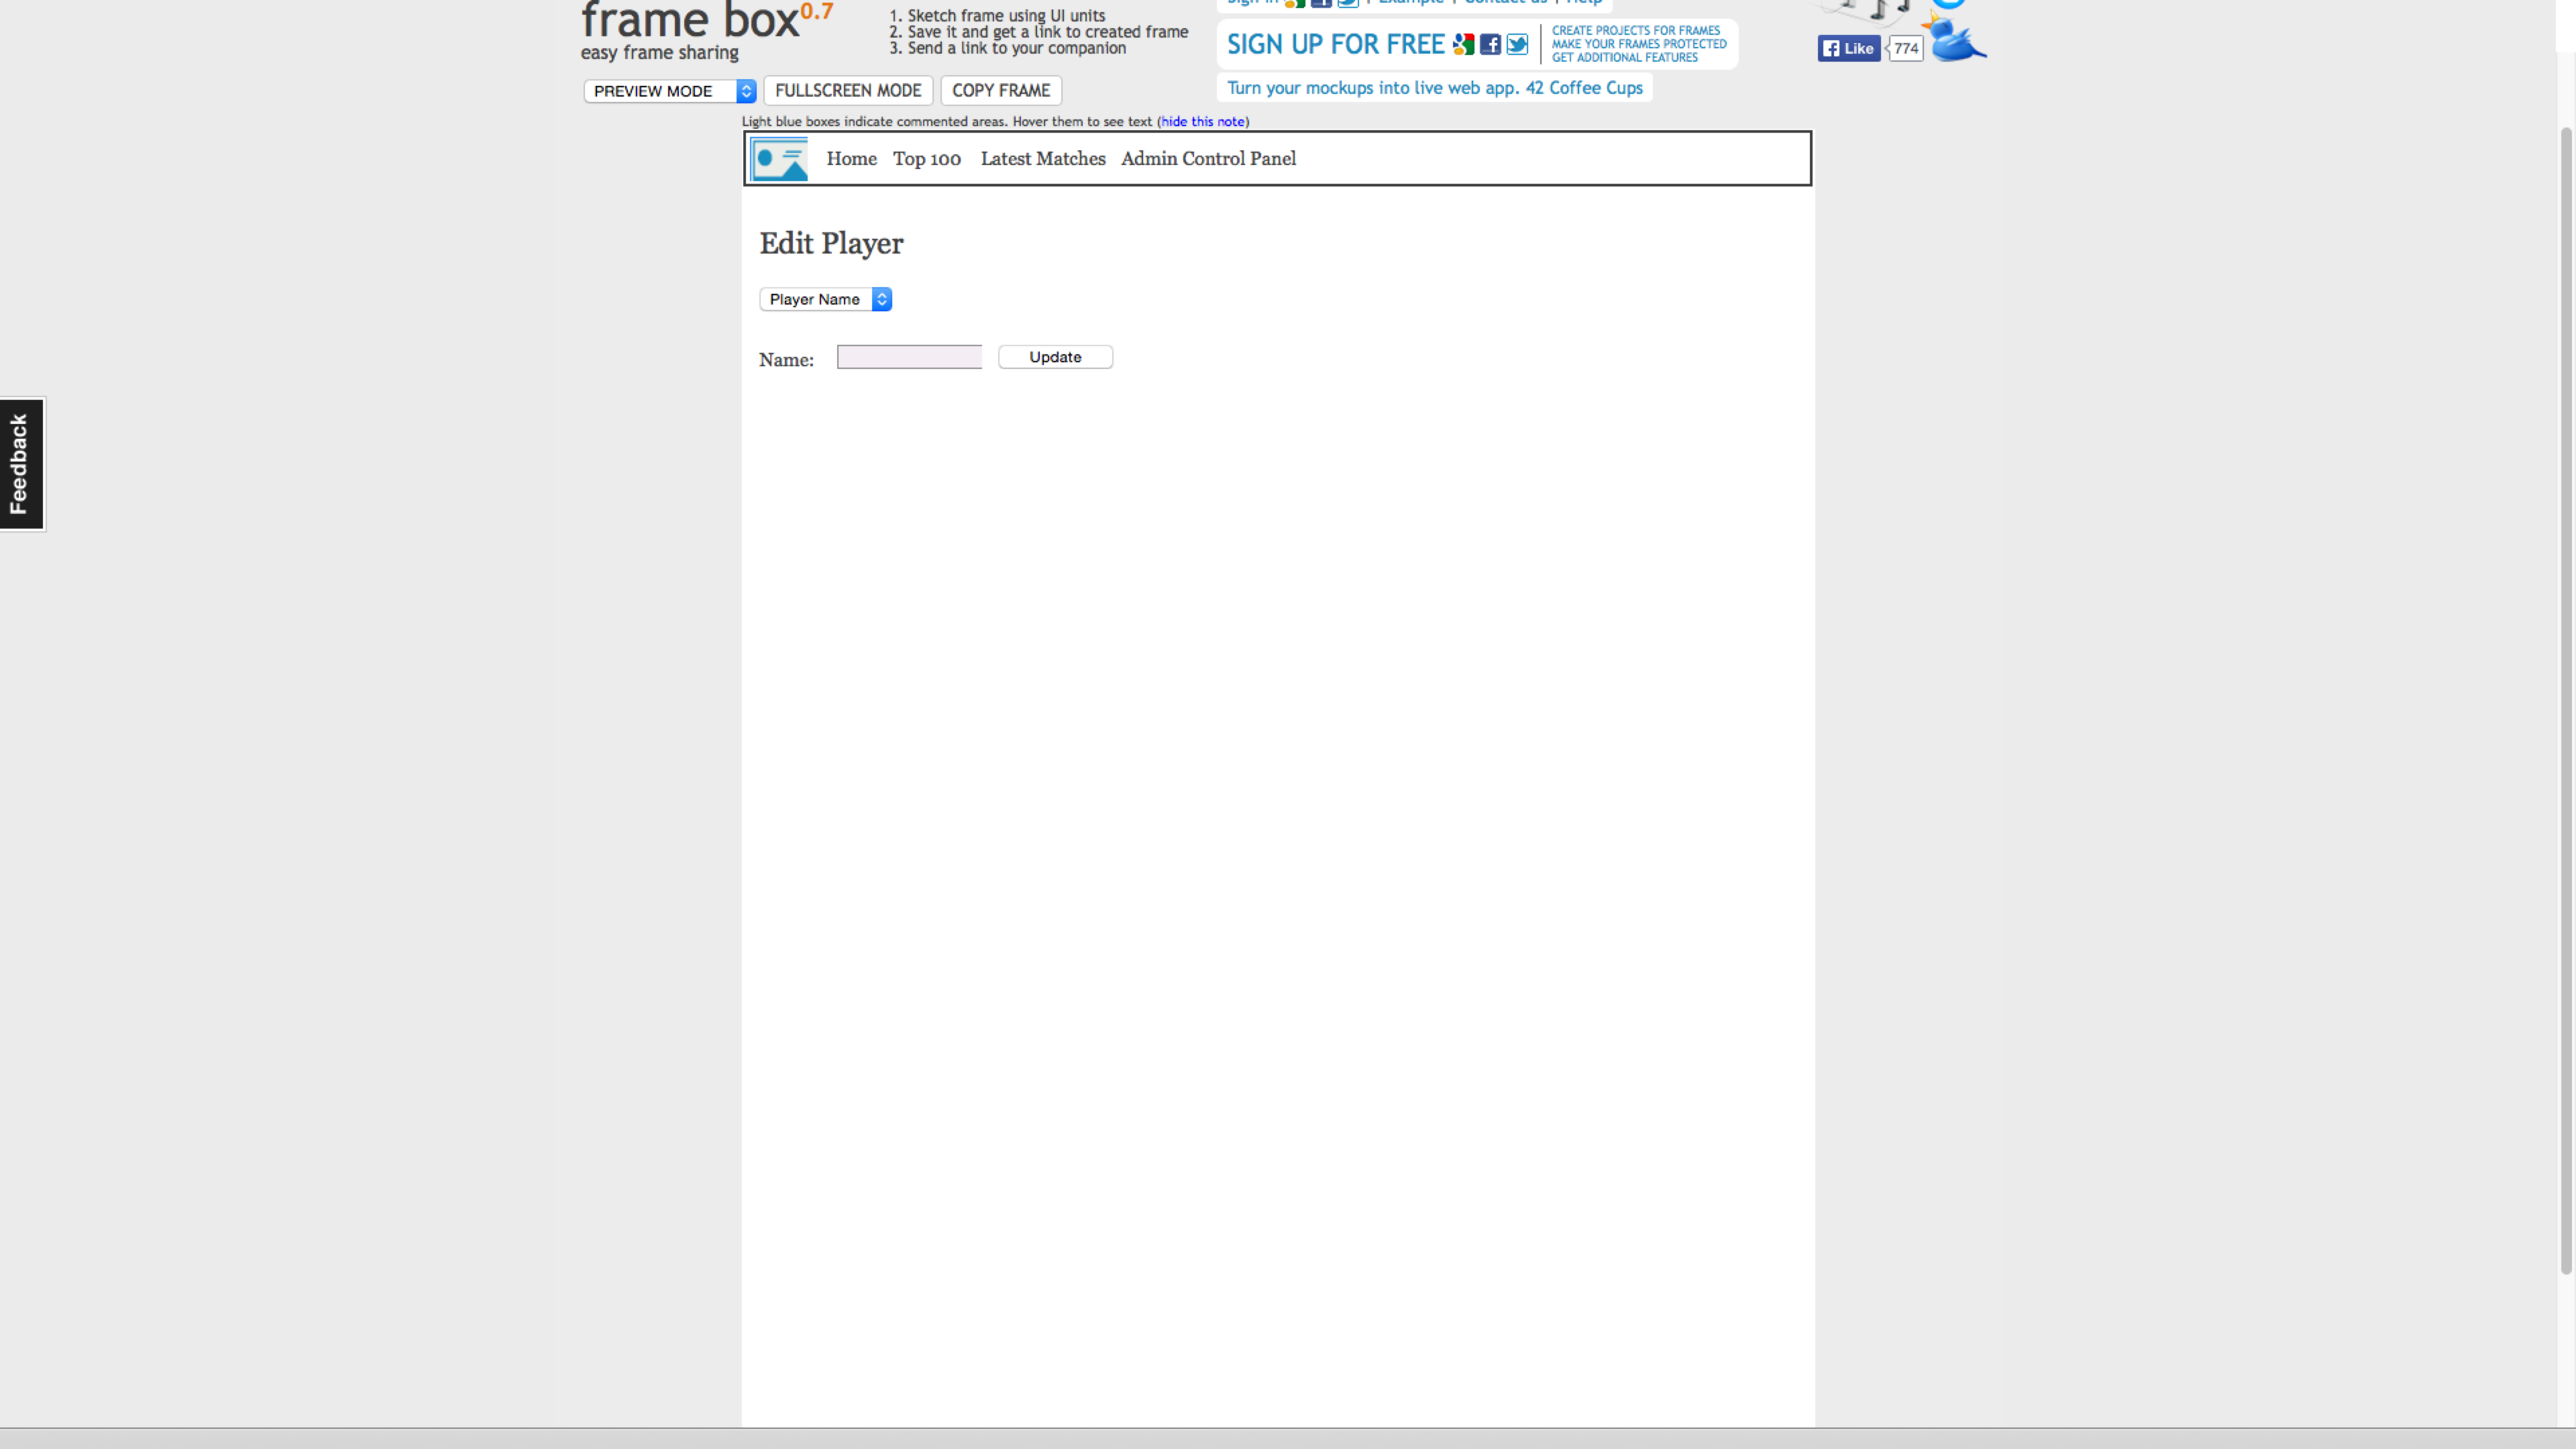 frame box0.7
easy frame sharing
1. Sketch frame using UI units
2. Save it and get a link to created frame
3. Send a link to your companion
Sign in | Example | Contact us | Help
SIGN UP FOR FREE
CREATE PROJECTS FOR FRAMES
MAKE YOUR FRAMES PROTECTED
GET ADDITIONAL FEATURES
Like 774
PREVIEW MODE FULLSCREEN MODE COPY FRAME
Turn your mockups into live web app. 42 Coffee Cups
Light blue boxes indicate commented areas. Hover them to see text (hide this note)
Home Top 100 Latest Matches Admin Control Panel
Edit Player
Player Name
Name: Update
Feedback